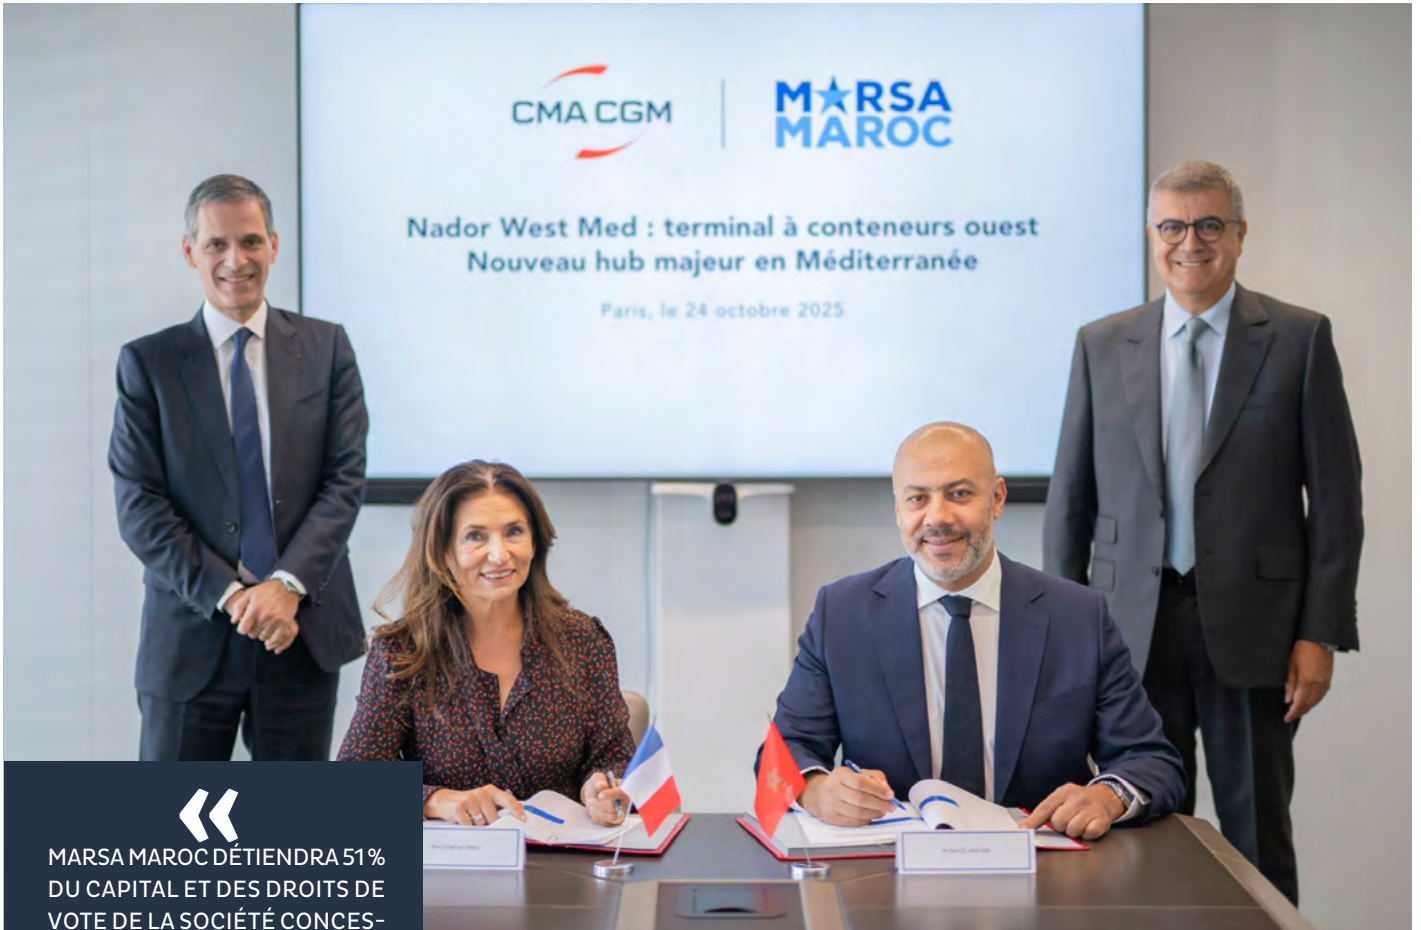 CMA CGM
MARSA
MAROC
Nador West Med : terminal à conteneurs ouest
Nouveau hub majeur en Méditerranée
Paris, le 24 octobre 2025
«
MARSA MAROC DÉTIENDRA 51 %
DU CAPITAL ET DES DROITS DE
VOTE DE LA SOCIÉTÉ CONCES-